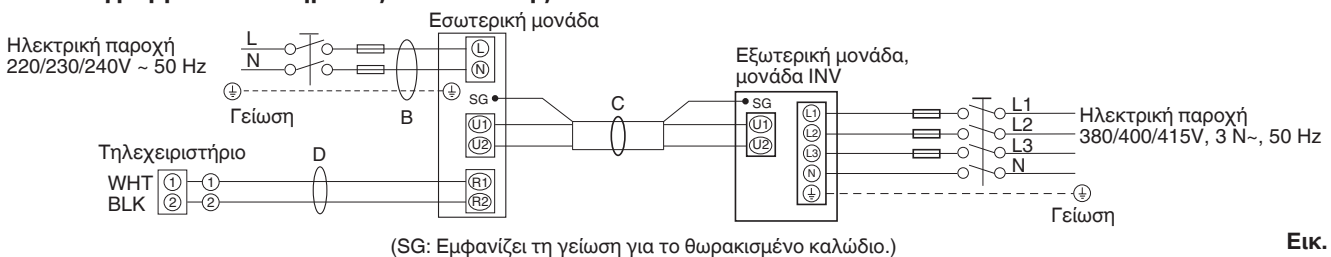 Εσωτερική μονάδα
Ηλεκτρική παροχή
220/230/240V ~ 50 Hz
L
N
L
N
Γείωση
B
SG
U1
U2
C
Τηλεχειριστήριο
D
WHT 1 1
BLK 2 2
R1
R2
Εξωτερική μονάδα,
μονάδα INV
SG
U1
U2
L1
L2
L3
N
L1
L2
L3
N
Ηλεκτρική παροχή
380/400/415V, 3 N~, 50 Hz
Γείωση
(SG: Εμφανίζει τη γείωση για το θωρακισμένο καλώδιο.)
Εικ.